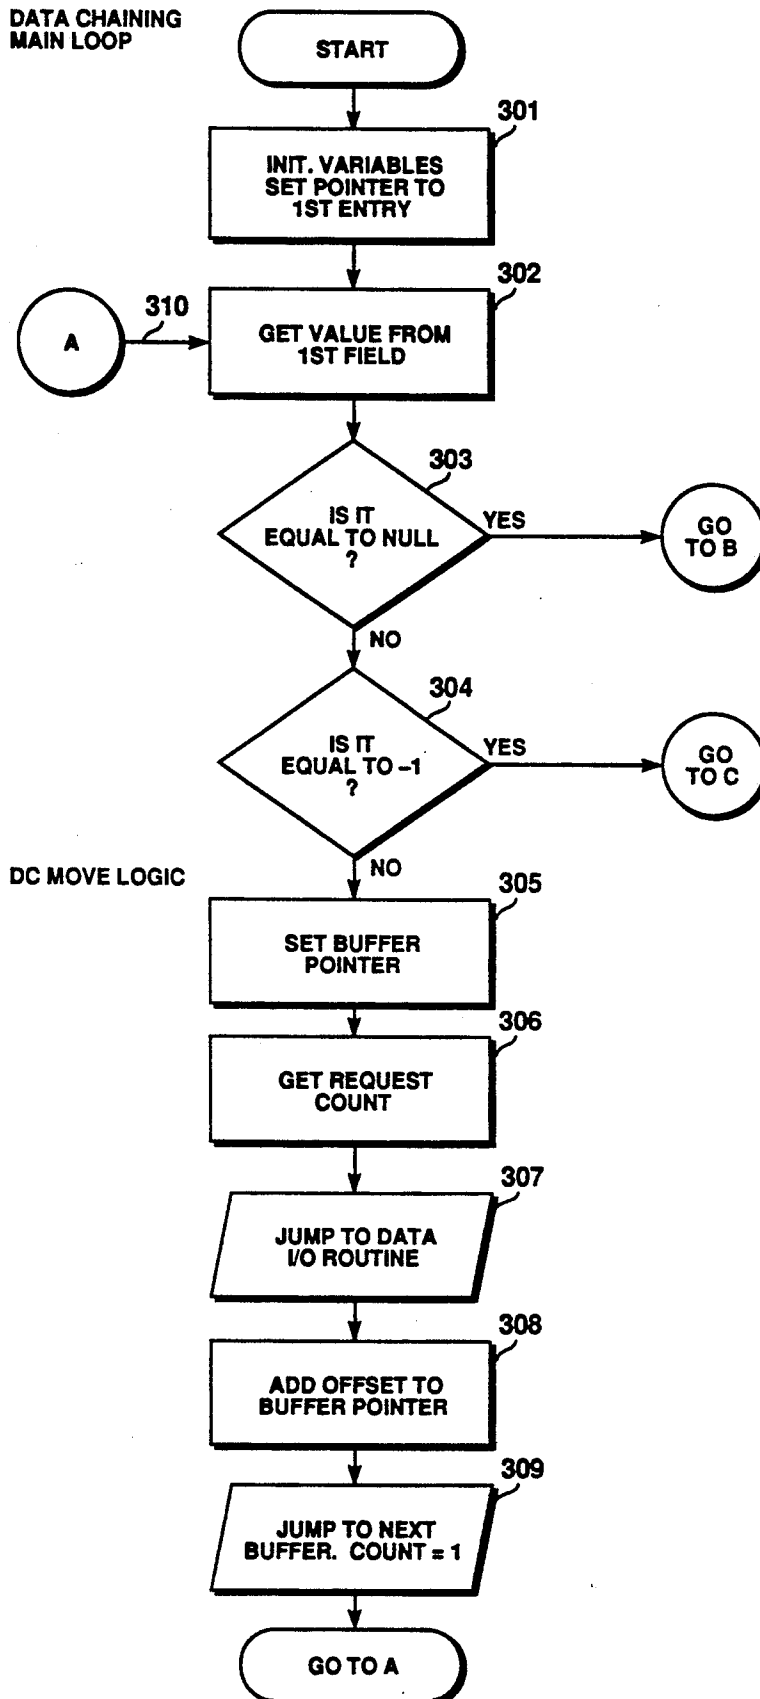 DATA CHAINING
MAIN LOOP
START
301
INIT. VARIABLES
SET POINTER TO
1ST ENTRY
302
310
A
GET VALUE FROM
1ST FIELD
303
IS IT
EQUAL TO NULL
?
YES
GO
TO B
NO
304
IS IT
EQUAL TO –1
?
YES
GO
TO C
NO
DC MOVE LOGIC
305
SET BUFFER
POINTER
306
GET REQUEST
COUNT
307
JUMP TO DATA
I/O ROUTINE
308
ADD OFFSET TO
BUFFER POINTER
309
JUMP TO NEXT
BUFFER. COUNT = 1
GO TO A